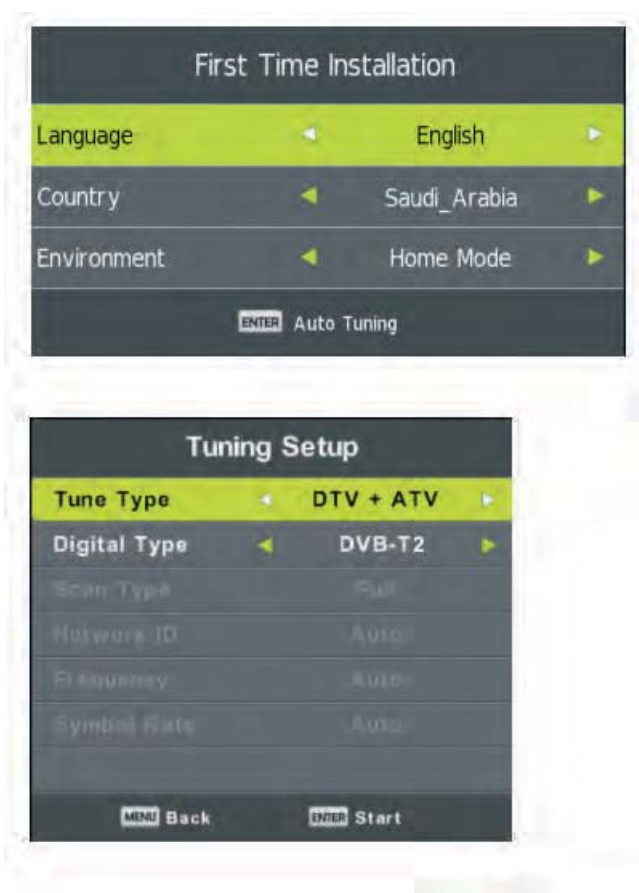 First Time Installation
Language English
Country Saudi_Arabia
Environment Home Mode
ENTER Auto Tuning
Tuning Setup
Tune Type DTV + ATV
Digital Type DVB-T2
Scan Type Full
Network ID Auto
Frequency Auto
Symbol Rate Auto
MENU Back ENTER Start